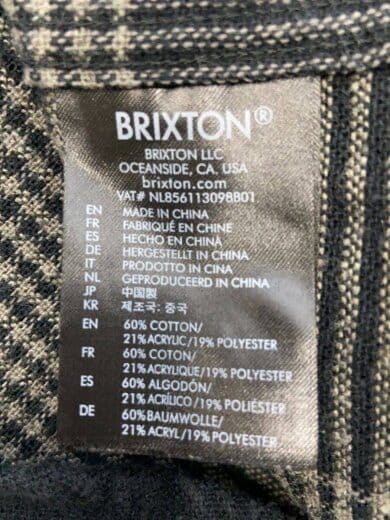 BRIXTON®
BRIXTON LLC
OCEANSIDE, CA. USA
brixton.com
VAT# NL856113098B01
EN MADE IN CHINA
FR FABRIQUÉ EN CHINE
ES HECHO EN CHINA
DE HERGESTELLT IN CHINA
IT PRODOTTO IN CINA
NL GEPRODUCEERD IN CHINA
JP 中国製
KR 제조국: 중국
EN 60% COTTON/
21% ACRYLIC/19% POLYESTER
FR 60% COTON/
21% ACRYLIQUE/19% POLYESTER
ES 60% ALGODÓN/
21% ACRÍLICO/19% POLIÉSTER
DE 60% BAUMWOLLE/
21% ACRYL/19% POLYESTER